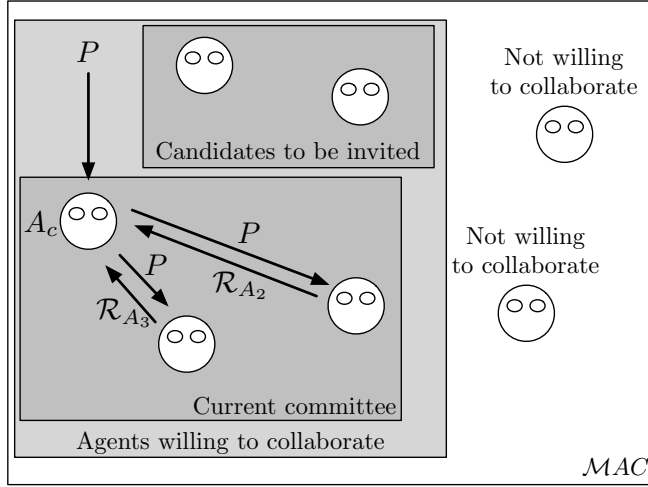 P
Not willing
to collaborate
Candidates to be invited
A_c
P
Not willing
to collaborate
P
ℛ_{A_2}
ℛ_{A_3}
Current committee
Agents willing to collaborate
ℳAC